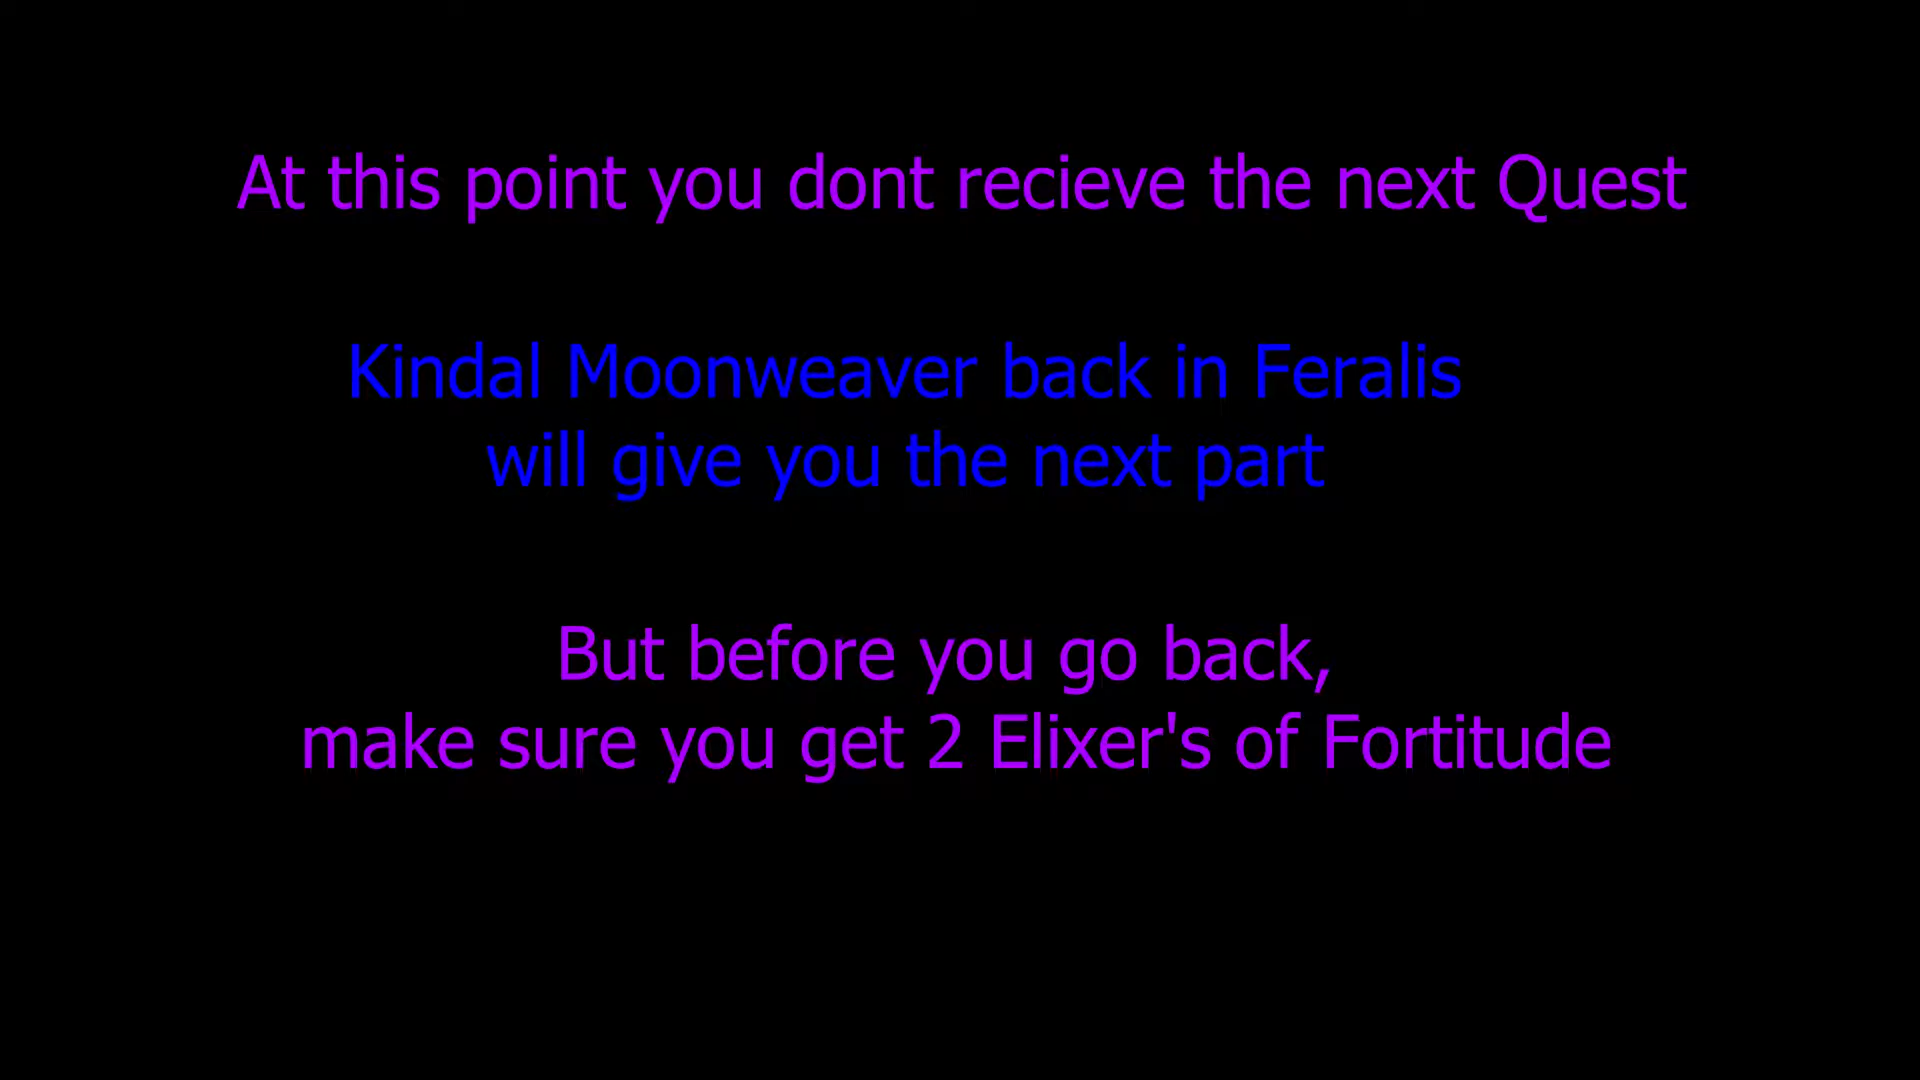 At this point you dont recieve the next Quest
Kindal Moonweaver back in Feralis
will give you the next part
But before you go back,
make sure you get 2 Elixer's of Fortitude